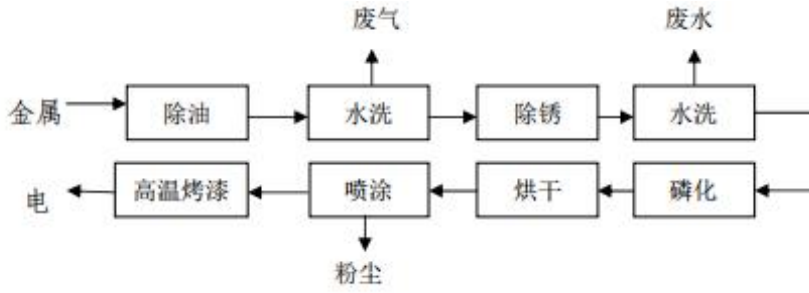 废气 废水
金属 除油 水洗 除锈 水洗
电 高温烤漆 喷涂 烘干 磷化
粉尘